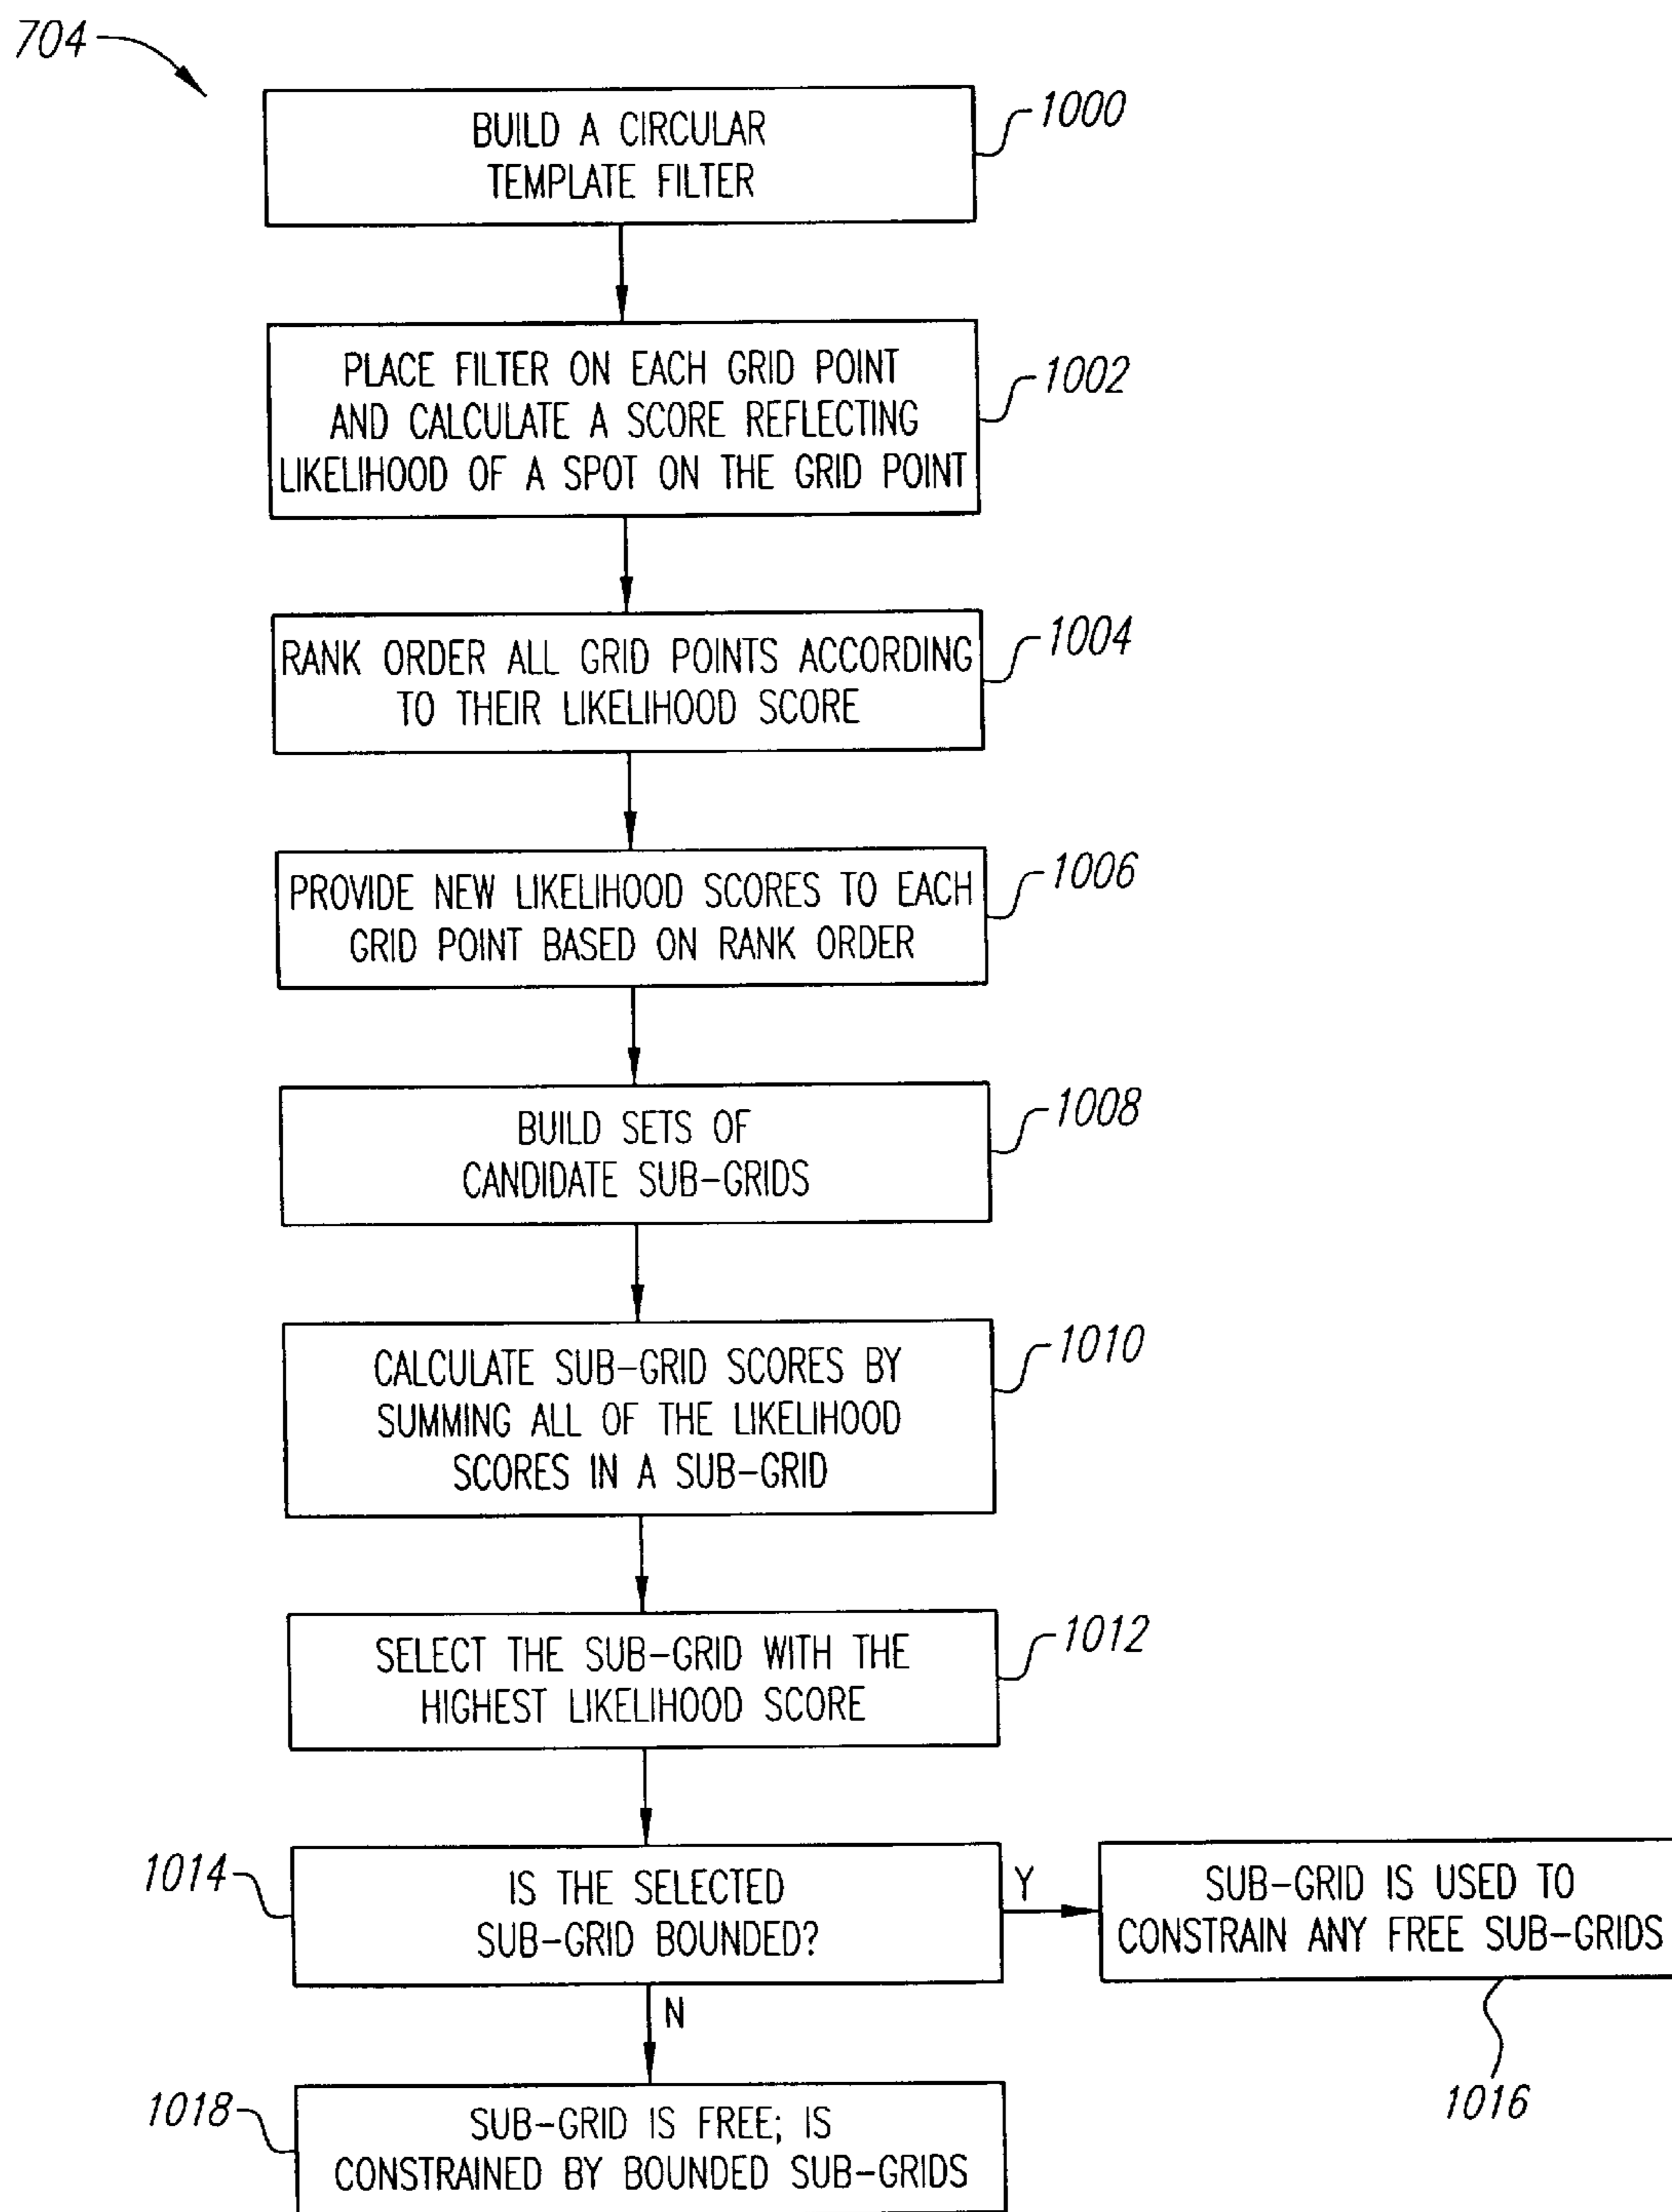 704
BUILD A CIRCULAR
TEMPLATE FILTER
1000
PLACE FILTER ON EACH GRID POINT
AND CALCULATE A SCORE REFLECTING
LIKELIHOOD OF A SPOT ON THE GRID POINT
1002
RANK ORDER ALL GRID POINTS ACCORDING
TO THEIR LIKELIHOOD SCORE
1004
PROVIDE NEW LIKELIHOOD SCORES TO EACH
GRID POINT BASED ON RANK ORDER
1006
BUILD SETS OF
CANDIDATE SUB-GRIDS
1008
CALCULATE SUB-GRID SCORES BY
SUMMING ALL OF THE LIKELIHOOD
SCORES IN A SUB-GRID
1010
SELECT THE SUB-GRID WITH THE
HIGHEST LIKELIHOOD SCORE
1012
1014
IS THE SELECTED
SUB-GRID BOUNDED?
Y
SUB-GRID IS USED TO
CONSTRAIN ANY FREE SUB-GRIDS
1016
N
1018
SUB-GRID IS FREE; IS
CONSTRAINED BY BOUNDED SUB-GRIDS